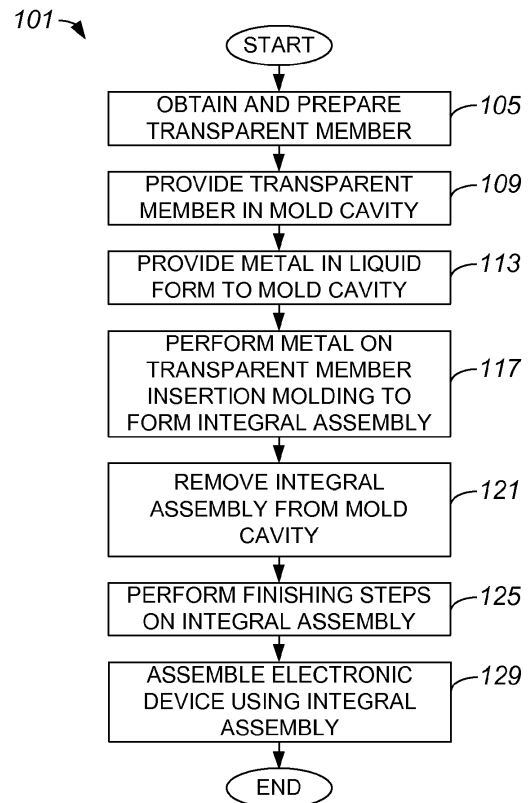 101
START
OBTAIN AND PREPARE
TRANSPARENT MEMBER
105
PROVIDE TRANSPARENT
MEMBER IN MOLD CAVITY
109
PROVIDE METAL IN LIQUID
FORM TO MOLD CAVITY
113
PERFORM METAL ON
TRANSPARENT MEMBER
INSERTION MOLDING TO
FORM INTEGRAL ASSEMBLY
117
REMOVE INTEGRAL
ASSEMBLY FROM MOLD
CAVITY
121
PERFORM FINISHING STEPS
ON INTEGRAL ASSEMBLY
125
ASSEMBLE ELECTRONIC
DEVICE USING INTEGRAL
ASSEMBLY
129
END